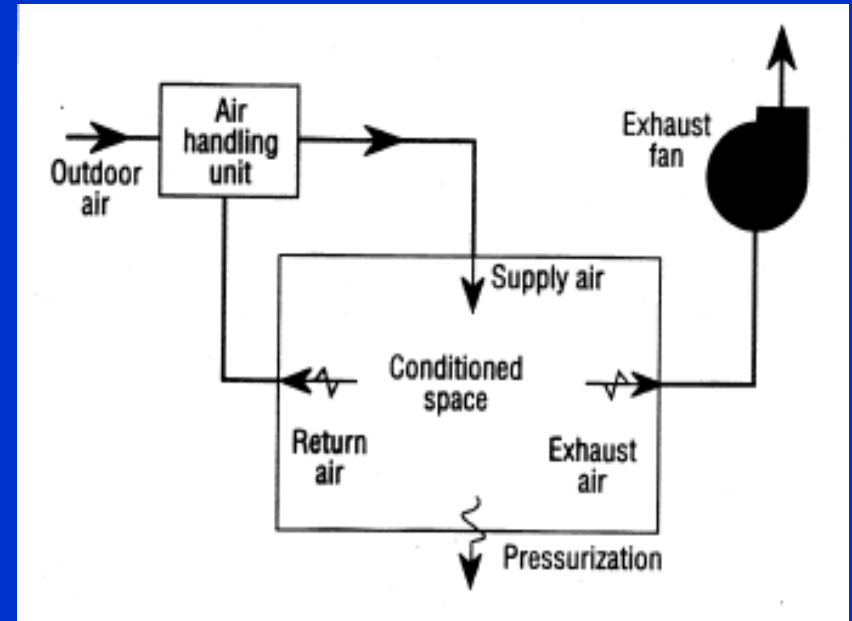 Air
handling
unit
Outdoor
air
Exhaust
fan
Supply air
Conditioned
space
Return
air
Exhaust
air
Pressurization